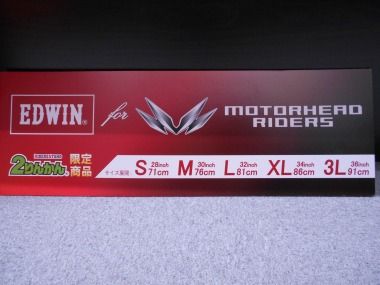 EDWIN®
for
MOTORHEAD
RIDERS
2りんかん
限定
商品
サイズ展開
S 28inch 71cm
M 30inch 76cm
L 32inch 81cm
XL 34inch 86cm
3L 36inch 91cm